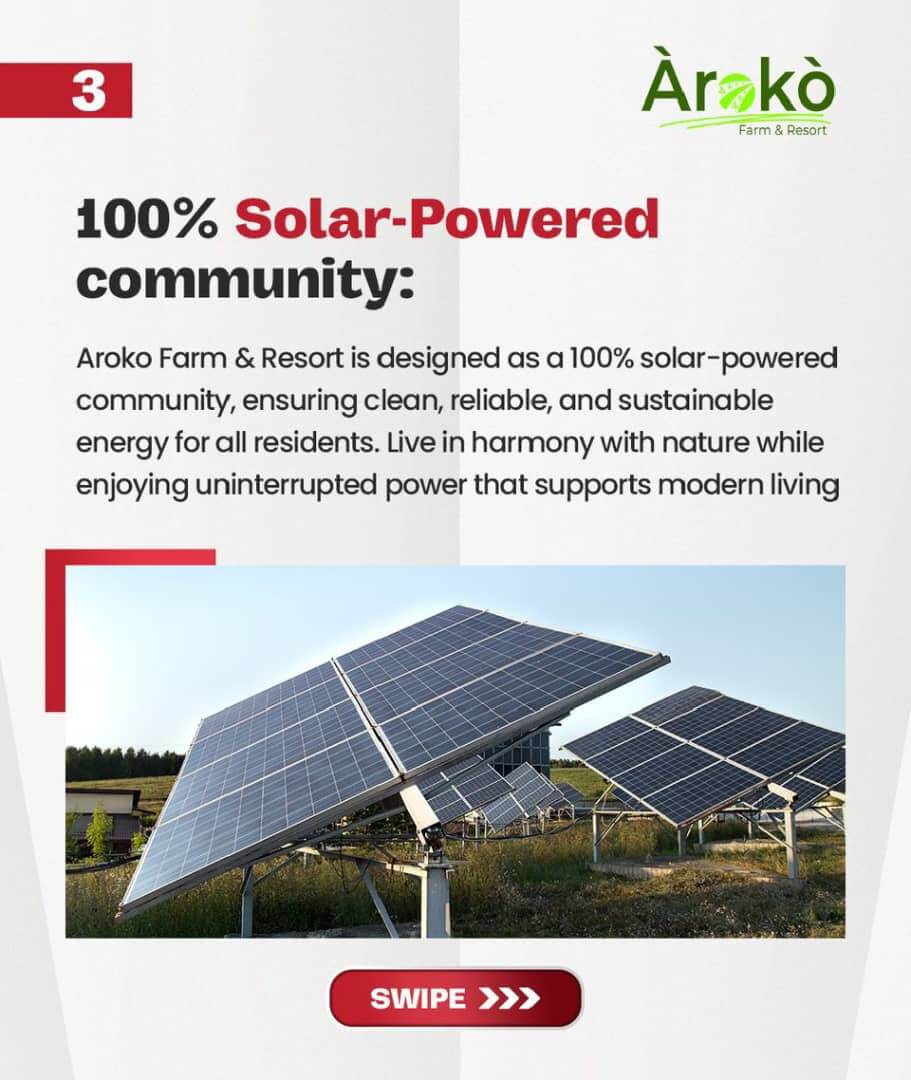 3
Àrokò
Farm & Resort
100% Solar-Powered
community:
Aroko Farm & Resort is designed as a 100% solar-powered
community, ensuring clean, reliable, and sustainable
energy for all residents. Live in harmony with nature while
enjoying uninterrupted power that supports modern living
SWIPE